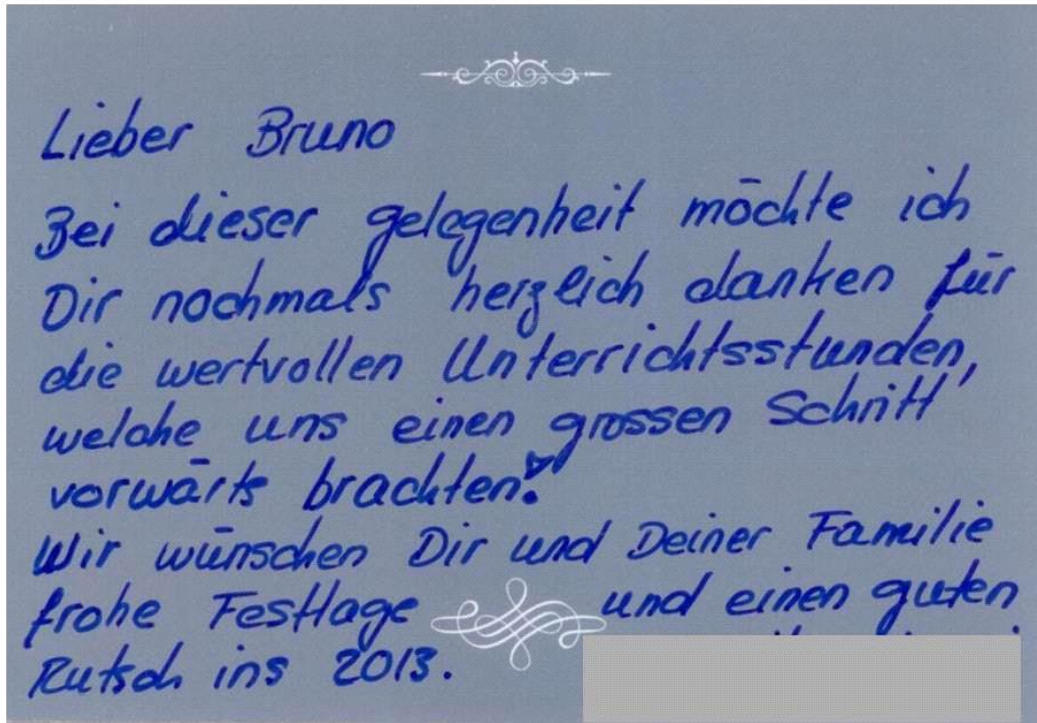 Lieber Bruno
Bei dieser gelegenheit möchte ich
Dir nochmals herzlich danken für
die wertvollen Unterrichtsstunden,
welche uns einen grossen Schritt
vorwärts brachten!
Wir wünschen Dir und Deiner Familie
frohe Festtage und einen guten
Rutsch ins 2013.